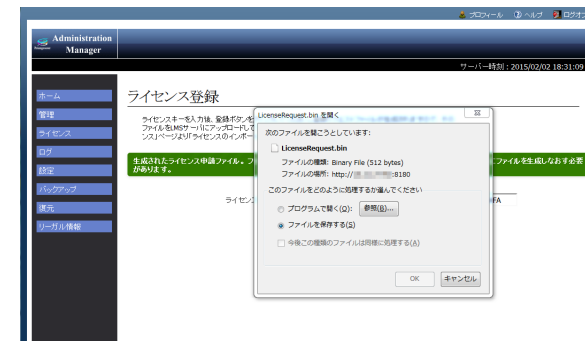 プロフィール ヘルプ ログオフ
Administration
Manager
サーバー時刻 : 2015/02/02 18:31:09
ホーム
管理
ライセンス
ログ
設定
バックアップ
復元
リーガル情報
ライセンス登録
ライセンスキーを入力後、登録ボタンを
ファイルをLMSサーバにアップロードして
ンス」ページより「ライセンスのインポー
生成されたライセンス申請ファイル。フ
ファイルを生成しなおす必要
があります。
ライセン
FA
LicenseRequest.bin を開く
次のファイルを開こうとしています:
LicenseRequest.bin
ファイルの種類: Binary File (512 bytes)
ファイルの場所: http://
:8180
このファイルをどのように処理するか選んでください
プログラムで開く(O): 参照(B)...
ファイルを保存する(S)
今後この種類のファイルは同様に処理する(A)
OK キャンセル